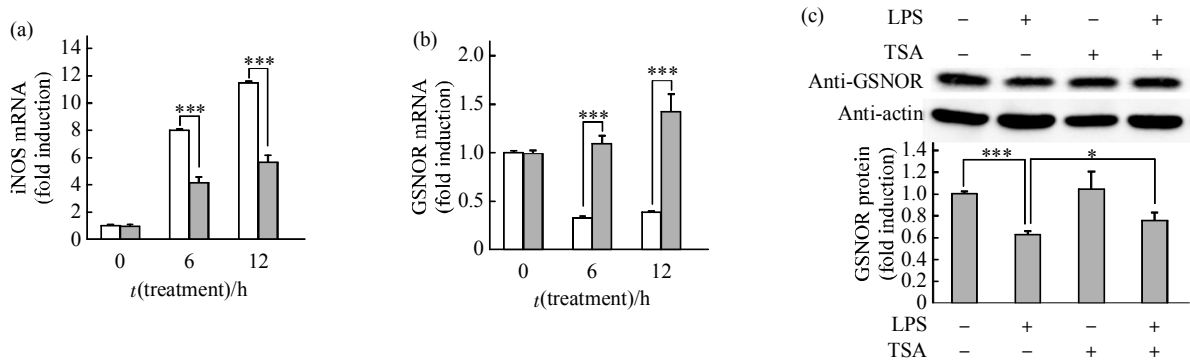 (a)
iNOS mRNA
(fold induction)
14
12
10
8
6
4
2
0
***
***
0 6 12
t(treatment)/h
(b)
GSNOR mRNA
(fold induction)
2.0
1.5
1.0
0.5
0
***
***
0 6 12
t(treatment)/h
(c)
LPS − + − +
TSA − − + +
Anti-GSNOR
Anti-actin
GSNOR protein
(fold induction)
1.4
1.2
1.0
0.8
0.6
0.4
0.2
0
***
*
LPS − + − +
TSA − − + +